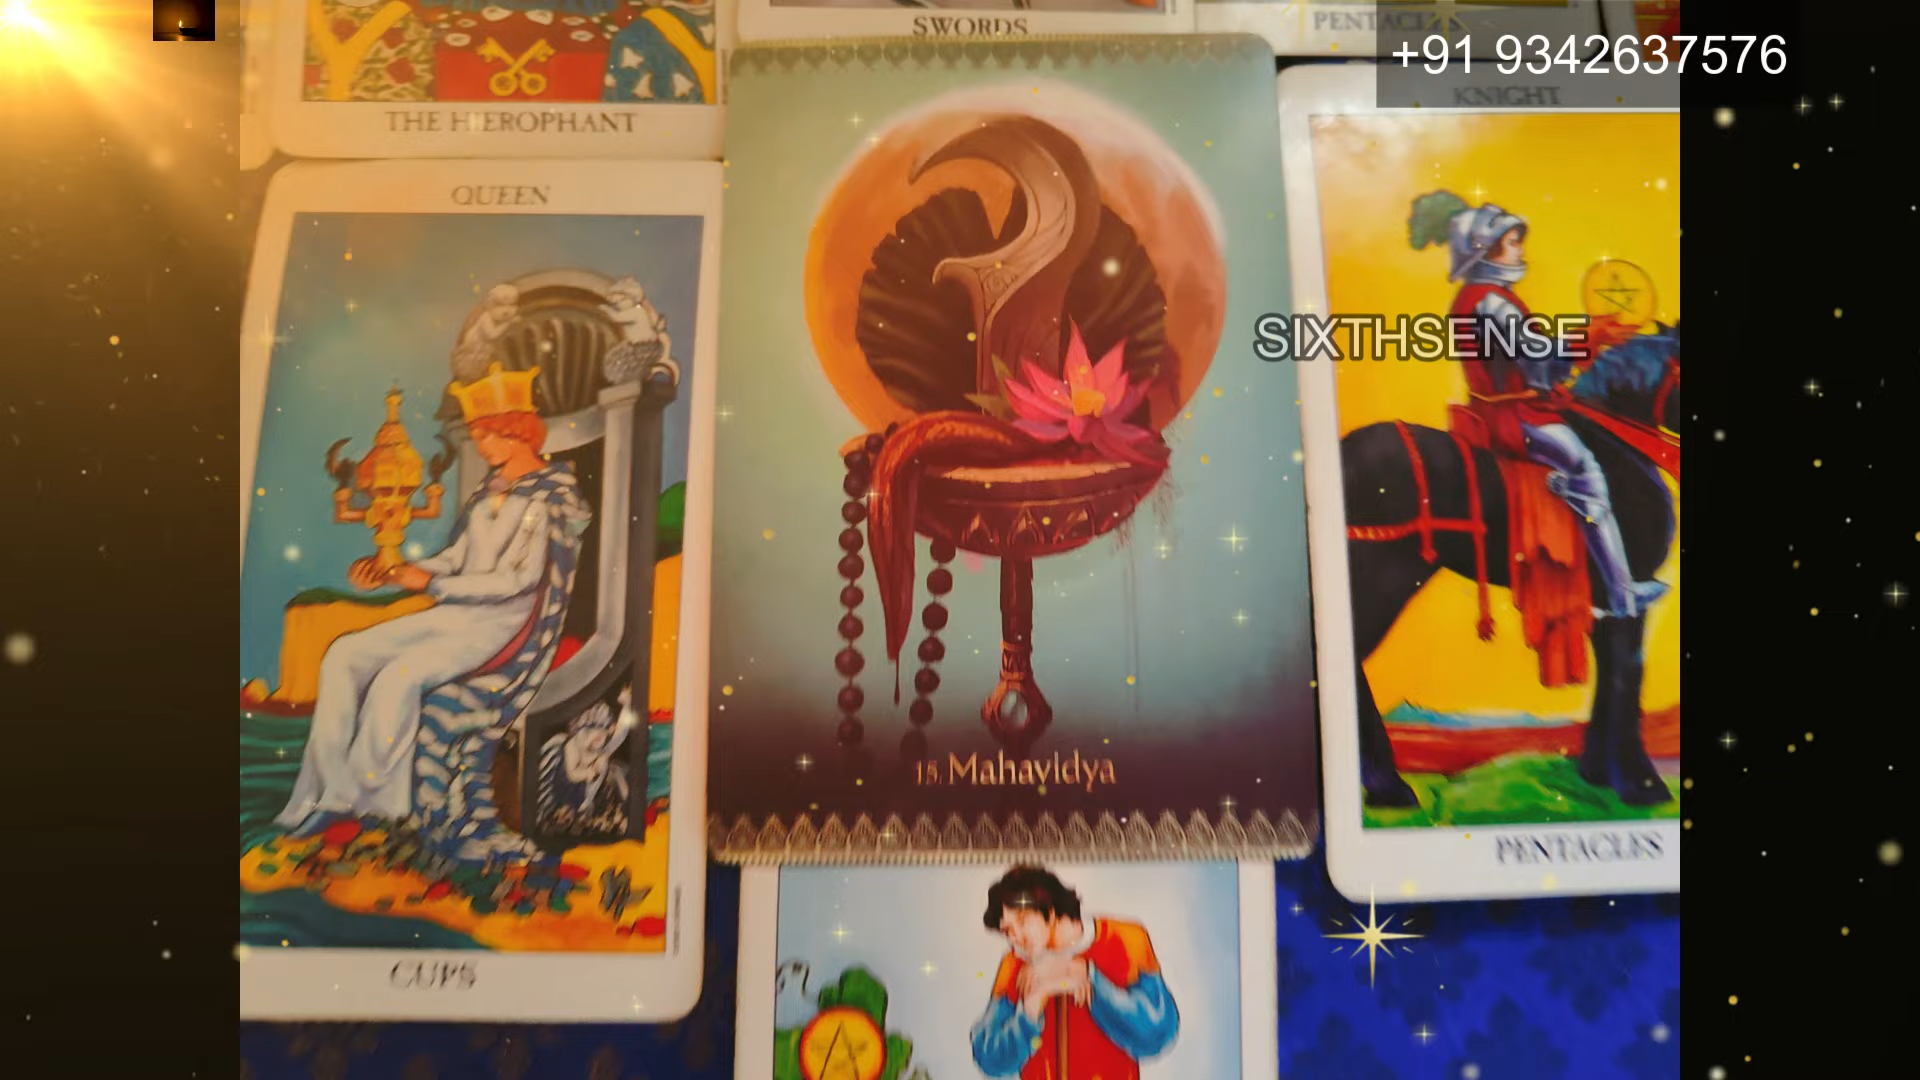 SWORDS
PENTACL
+91 9342637576
KNIGHT
THE HIEROPHANT
QUEEN
SIXTHSENSE
15. Mahavidya
PENTACLES
CUPS